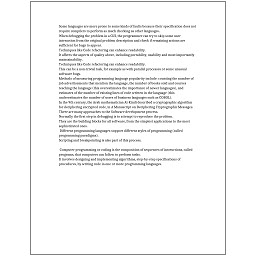 Some languages are more prone to some kinds of faults because their specification does not
require compilers to perform as much checking as other languages.
When debugging the problem in a GUI, the programmer can try to skip some user
interaction from the original problem description and check if remaining actions are
sufficient for bugs to appear.
Techniques like Code refactoring can enhance readability.
It affects the aspects of quality above, including portability, usability and most importantly
maintainability.
Techniques like Code refactoring can enhance readability.
This can be a non-trivial task, for example as with parallel processes or some unusual
software bugs.
Methods of measuring programming language popularity include: counting the number of
job advertisements that mention the language, the number of books sold and courses
teaching the language (this overestimates the importance of newer languages), and
estimates of the number of existing lines of code written in the language (this
underestimates the number of users of business languages such as COBOL).
In the 9th century, the Arab mathematician Al-Kindi described a cryptographic algorithm
for deciphering encrypted code, in A Manuscript on Deciphering Cryptographic Messages.
There are many approaches to the Software development process.
Normally the first step in debugging is to attempt to reproduce the problem.
They are the building blocks for all software, from the simplest applications to the most
sophisticated ones.
Different programming languages support different styles of programming (called
programming paradigms).
Scripting and breakpointing is also part of this process.
Computer programming or coding is the composition of sequences of instructions, called
programs, that computers can follow to perform tasks.
It involves designing and implementing algorithms, step-by-step specifications of
procedures, by writing code in one or more programming languages.